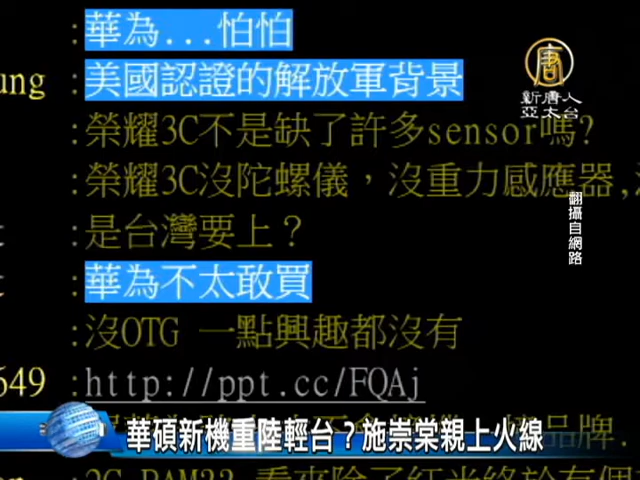 :華為...怕怕
ung :美國認證的解放軍背景
:榮耀3C不是缺了許多sensor嗎?
:榮耀3C沒陀螺儀，沒重力感應器,
:是台灣要上？
t :華為不太敢買
:沒OTG 一點興趣都沒有
649 :http://ppt.cc/FQAj
品牌.
華碩新機重陸輕台？施崇棠親上火線
新唐人
亞太台
翻攝自網路